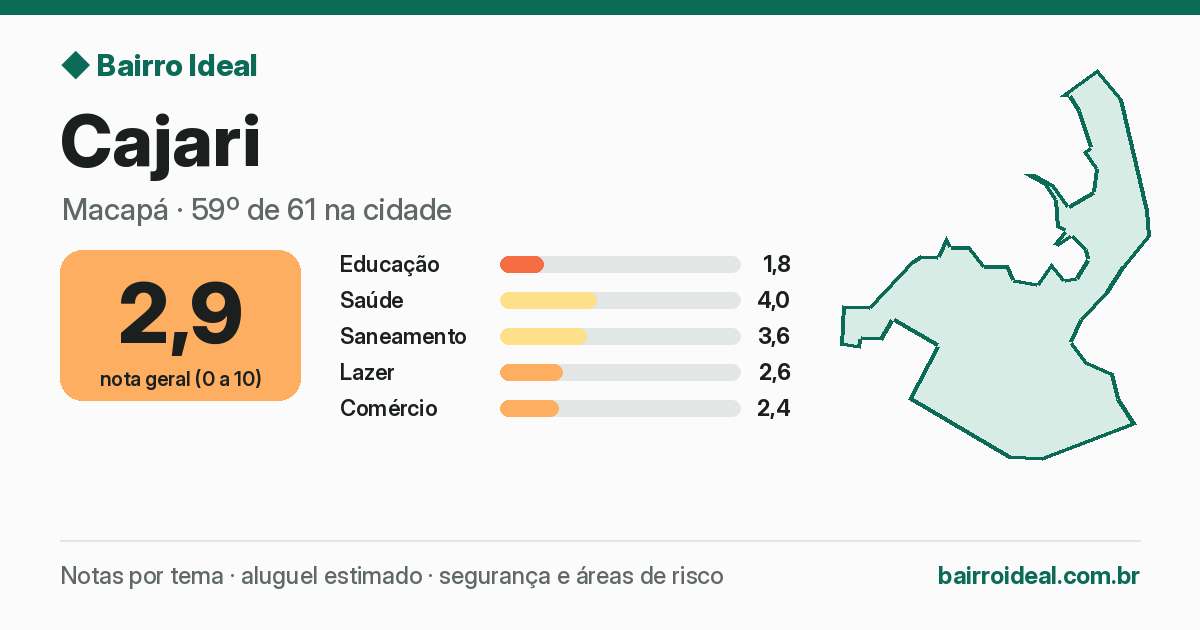 Bairro Ideal
Cajari
Macapá · 59º de 61 na cidade
2,9
nota geral (0 a 10)
Educação 1,8
Saúde 4,0
Saneamento 3,6
Lazer 2,6
Comércio 2,4
Notas por tema · aluguel estimado · segurança e áreas de risco
bairroideal.com.br